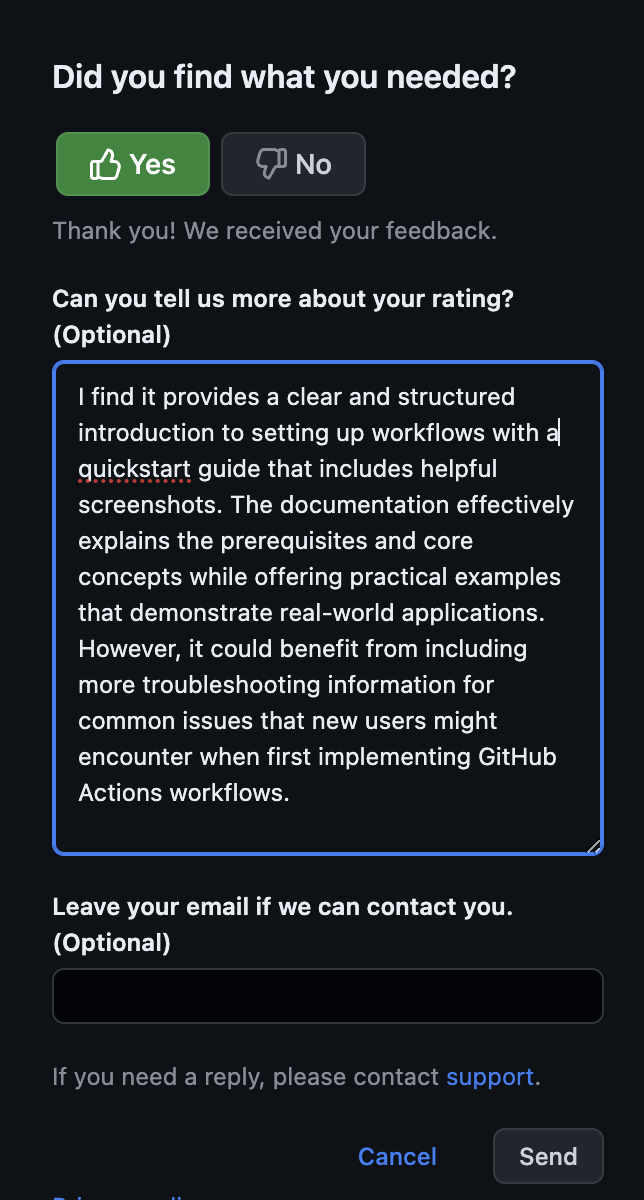 Did you find what you needed?
Yes No
Thank you! We received your feedback.
Can you tell us more about your rating?
(Optional)
I find it provides a clear and structured
introduction to setting up workflows with a
quickstart guide that includes helpful
screenshots. The documentation effectively
explains the prerequisites and core
concepts while offering practical examples
that demonstrate real-world applications.
However, it could benefit from including
more troubleshooting information for
common issues that new users might
encounter when first implementing GitHub
Actions workflows.
Leave your email if we can contact you.
(Optional)
If you need a reply, please contact support.
Cancel Send